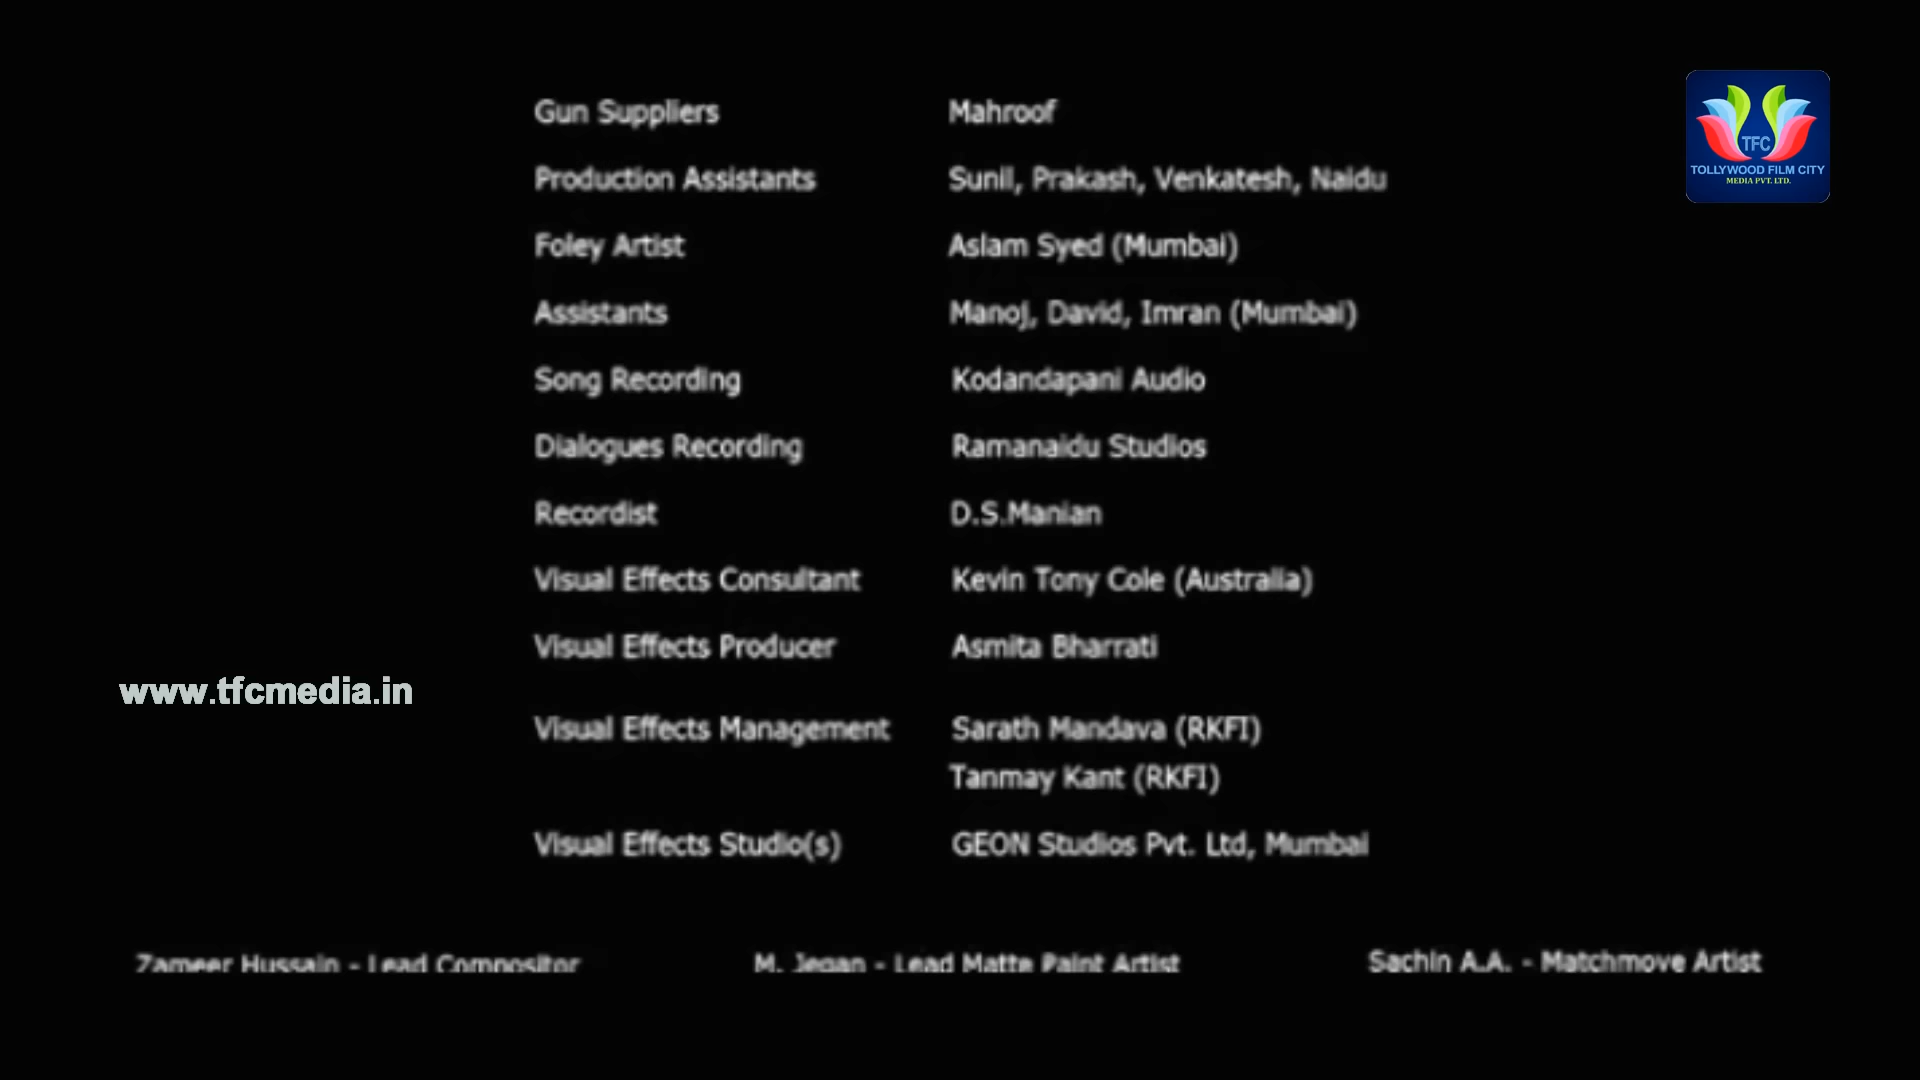 Gun Suppliers Mahroof
TFC
TOLLYWOOD FILM CITY
MEDIA PVT. LTD.
Production Assistants Sunil, Prakash, Venkatesh, Naidu
Foley Artist Aslam Syed (Mumbai)
Assistants Manoj, David, Imran (Mumbai)
Song Recording Kodandapani Audio
Dialogues Recording Ramanaidu Studios
Recordist D.S.Manian
Visual Effects Consultant Kevin Tony Cole (Australia)
Visual Effects Producer Asmita Bharrati
www.tfcmedia.in
Visual Effects Management Sarath Mandava (RKFI)
Tanmay Kant (RKFI)
Visual Effects Studio(s) GEON Studios Pvt. Ltd, Mumbai
Zameer Hussain - Lead Compositor M. Jegan - Lead Matte Paint Artist Sachin A.A. - Matchmove Artist